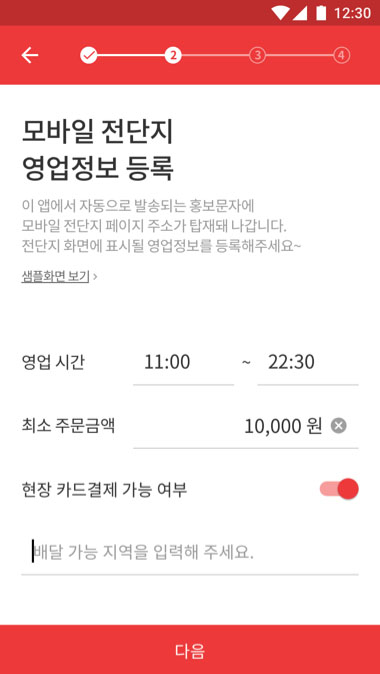 12:30
2 3 4
모바일 전단지
영업정보 등록
이 앱에서 자동으로 발송되는 홍보문자에
모바일 전단지 페이지 주소가 탑재돼 나갑니다.
전단지 화면에 표시될 영업정보를 등록해주세요~
샘플화면 보기 >
영업 시간 11:00 ~ 22:30
최소 주문금액 10,000 원
현장 카드결제 가능 여부
배달 가능 지역을 입력해 주세요.
다음